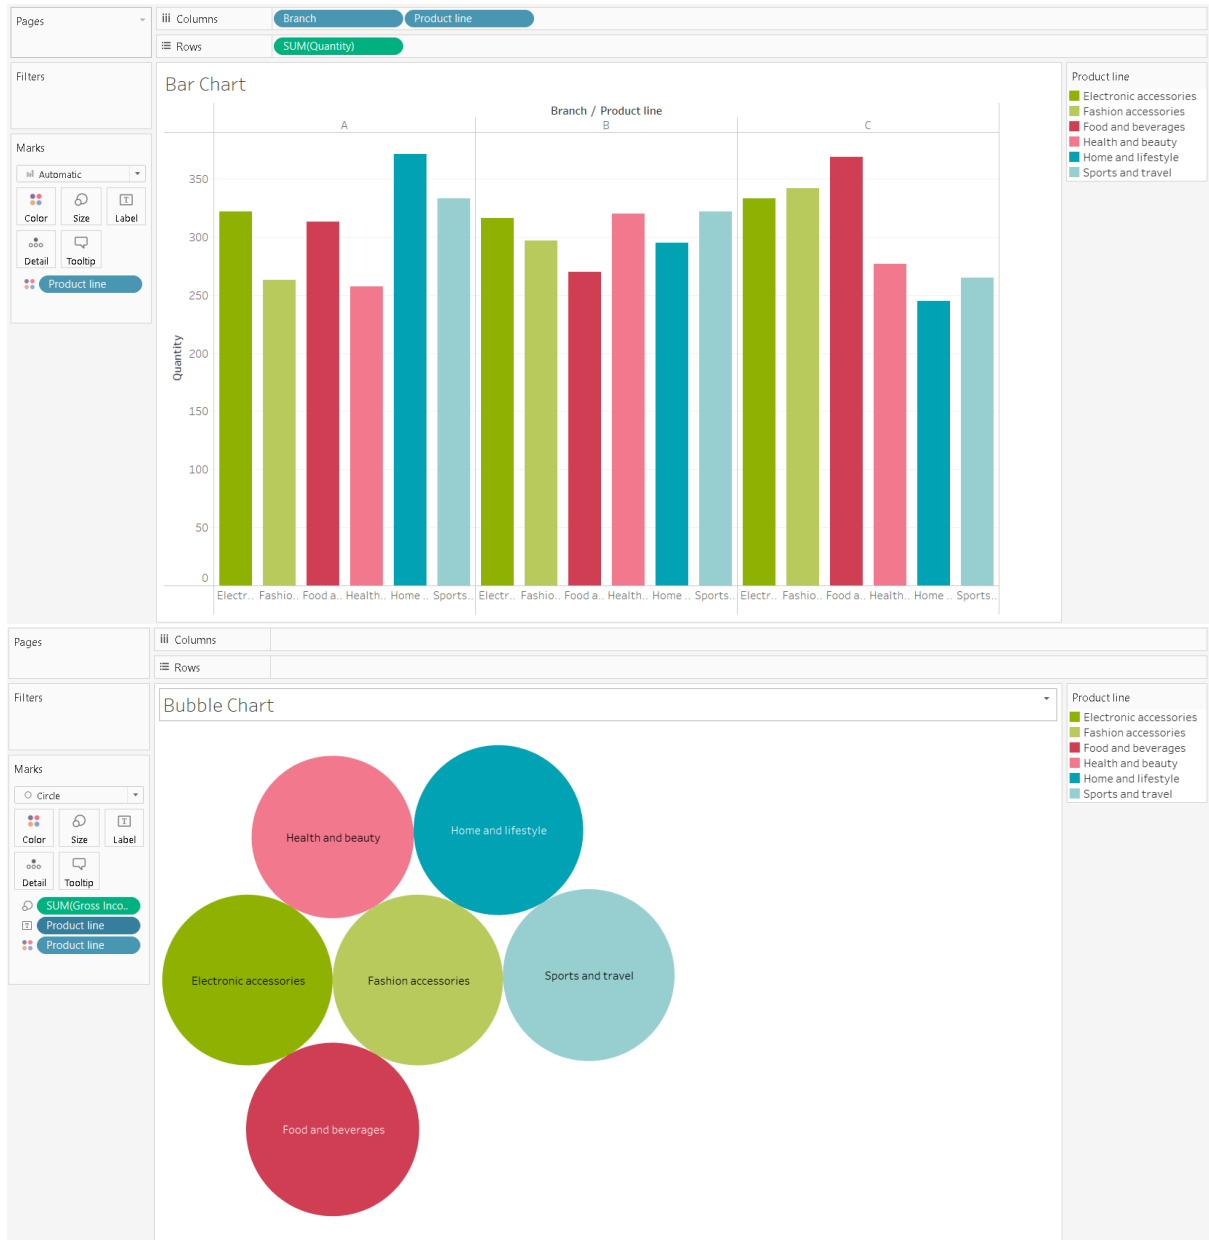 Pages
Columns
Branch
Product line
Rows
SUM(Quantity)
Filters
Marks
Automatic
Color
Size
Label
Detail
Tooltip
Product line
Bar Chart
Branch / Product line
A
B
C
Quantity
350
300
250
200
150
100
50
0
Electr.. Fashio.. Food a.. Health.. Home .. Sports..
Electr.. Fashio.. Food a.. Health.. Home .. Sports..
Electr.. Fashio.. Food a.. Health.. Home .. Sports..
Product line
Electronic accessories
Fashion accessories
Food and beverages
Health and beauty
Home and lifestyle
Sports and travel
Pages
Columns
Rows
Filters
Marks
Circle
Color
Size
Label
Detail
Tooltip
SUM(Gross Inco..
Product line
Product line
Bubble Chart
Health and beauty
Home and lifestyle
Electronic accessories
Fashion accessories
Sports and travel
Food and beverages
Product line
Electronic accessories
Fashion accessories
Food and beverages
Health and beauty
Home and lifestyle
Sports and travel